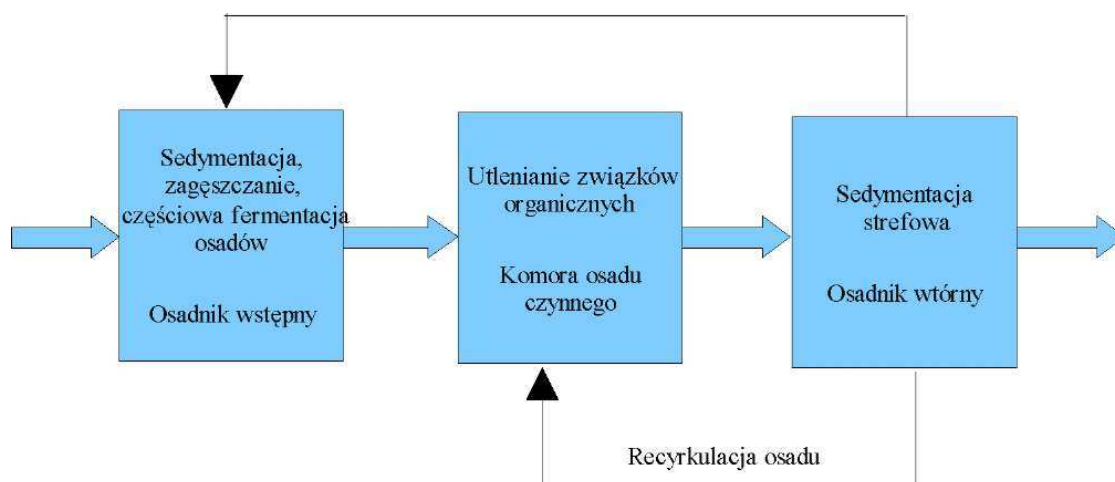 Sedymentacja,
zagęszczanie,
częściowa fermentacja
osadów
Osadnik wstępny
Utlenianie związków
organicznych
Komora osadu
czynnego
Sedymentacja
strefowa
Osadnik wtórny
Recyrkulacja osadu